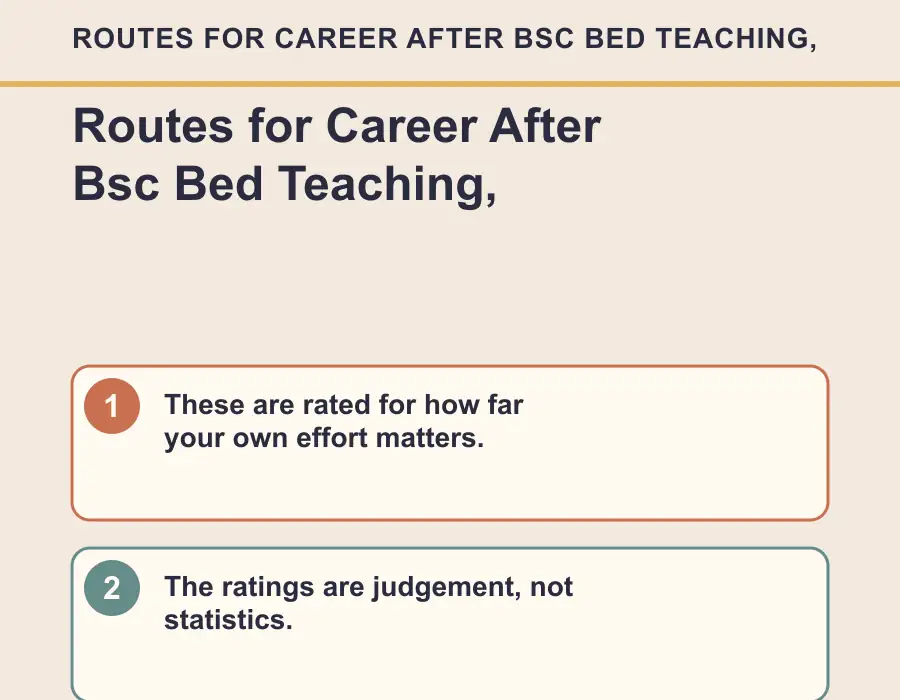 ROUTES FOR CAREER AFTER BSC BED TEACHING,
Routes for Career After
Bsc Bed Teaching,
1
These are rated for how far
your own effort matters.
2
The ratings are judgement, not
statistics.